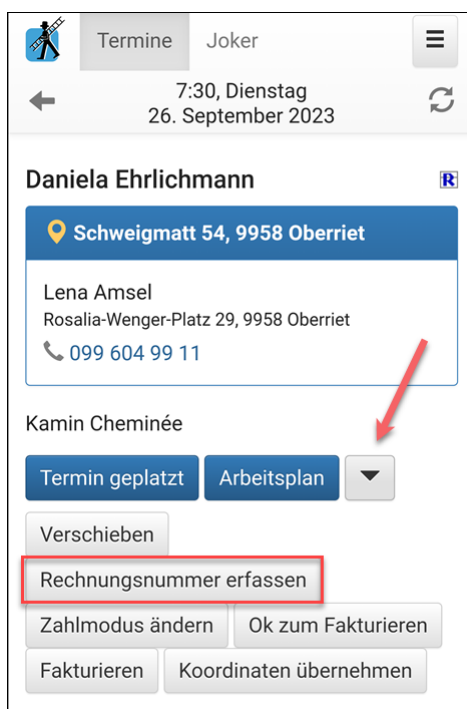 Termine Joker
7:30, Dienstag
26. September 2023
Daniela Ehrlichmann R
Schweigmatt 54, 9958 Oberriet
Lena Amsel
Rosalia-Wenger-Platz 29, 9958 Oberriet
099 604 99 11
Kamin Cheminée
Termin geplatzt Arbeitsplan
Verschieben
Rechnungsnummer erfassen
Zahlmodus ändern Ok zum Fakturieren
Fakturieren Koordinaten übernehmen